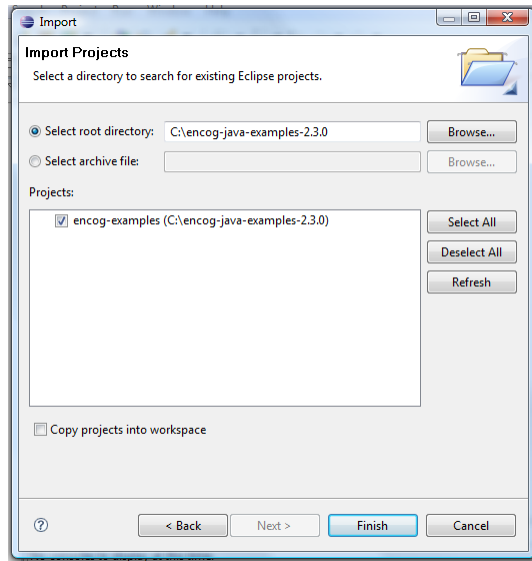 Import
Import Projects
Select a directory to search for existing Eclipse projects.
Select root directory: C:\encog-java-examples-2.3.0 Browse...
Select archive file: Browse...
Projects:
encog-examples (C:\encog-java-examples-2.3.0)
Select All
Deselect All
Refresh
Copy projects into workspace
? < Back Next > Finish Cancel